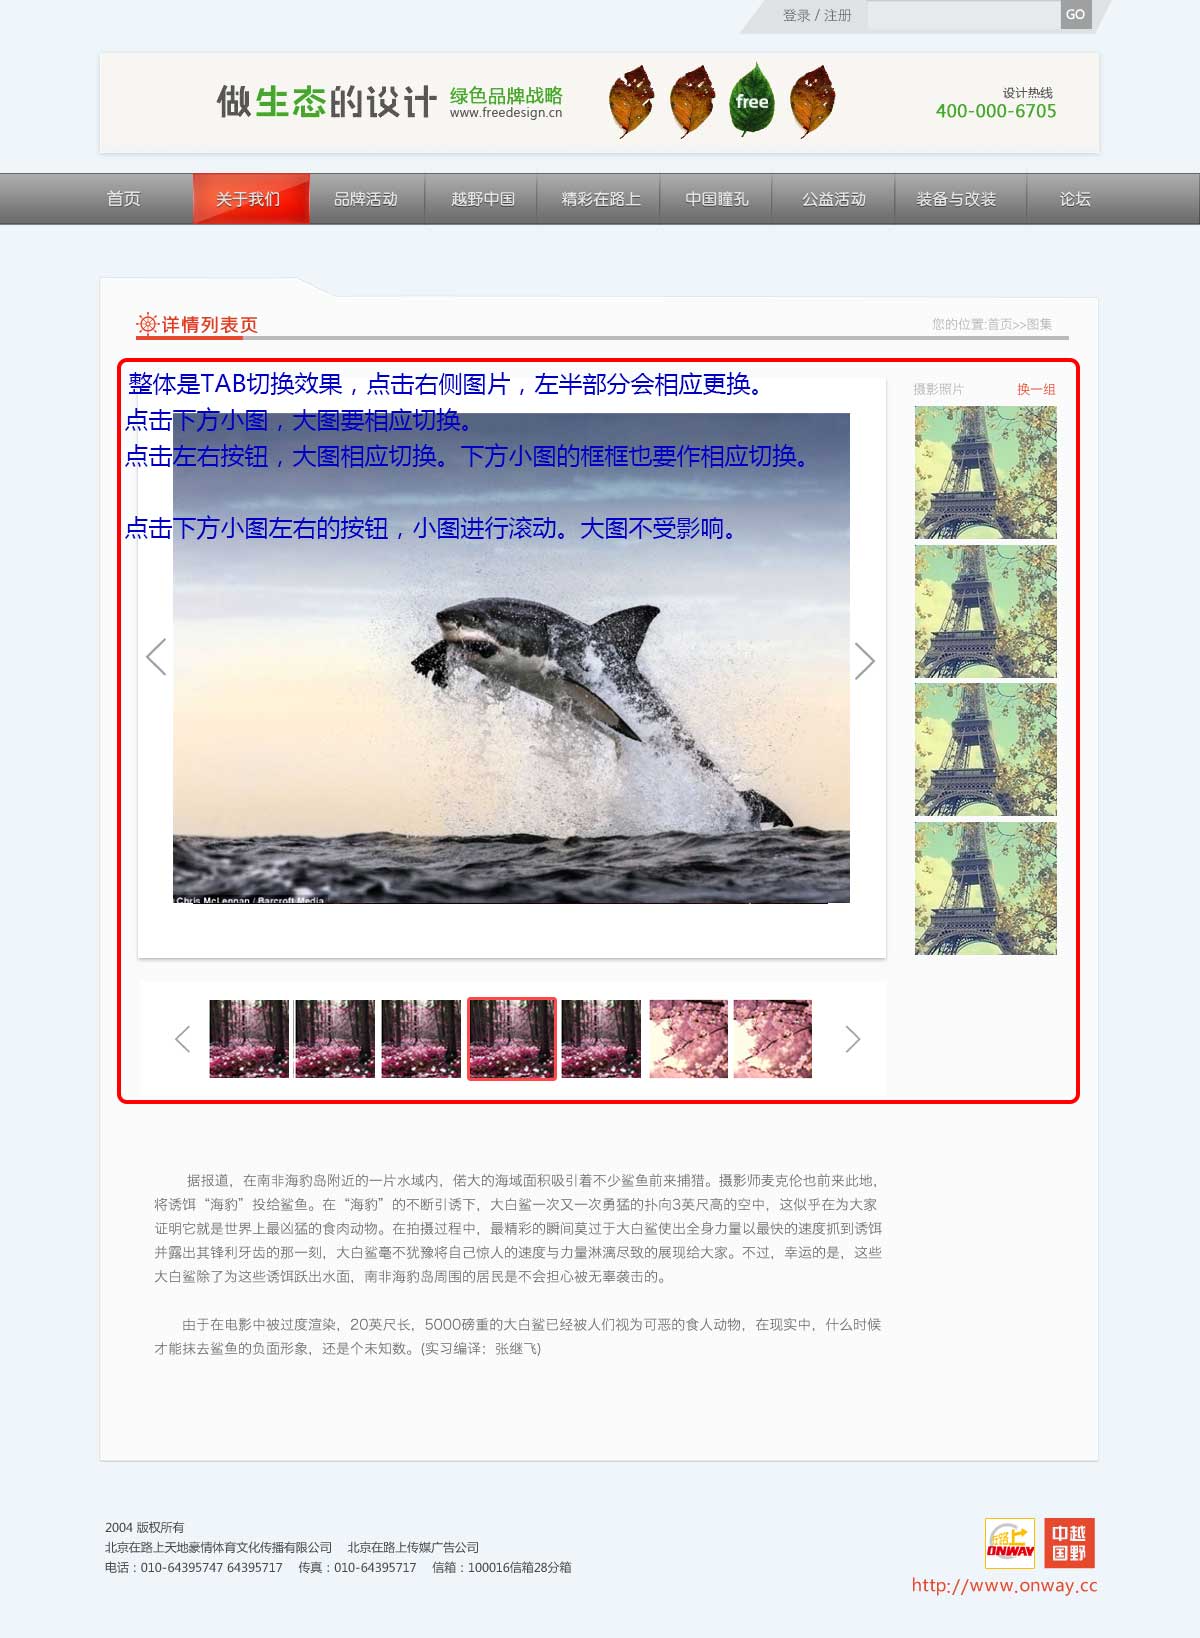 登录 / 注册
GO
做生态的设计
绿色品牌战略
www.freedesign.cn
free
设计热线
400-000-6705
首页 关于我们 品牌活动 越野中国 精彩在路上 中国瞳孔 公益活动 装备与改装 论坛
详情列表页
您的位置:首页>>图集
整体是TAB切换效果，点击右侧图片，左半部分会相应更换。
点击下方小图，大图要相应切换。
点击左右按钮，大图相应切换。下方小图的框框也要作相应切换。
点击下方小图左右的按钮，小图进行滚动。大图不受影响。
摄影照片 换一组
Chris McLennan / Barcroft Media
据报道，在南非海豹岛附近的一片水域内，偌大的海域面积吸引着不少鲨鱼前来捕猎。摄影师麦克伦也前来此地，
将诱饵“海豹”投给鲨鱼。在“海豹”的不断引诱下，大白鲨一次又一次勇猛的扑向3英尺高的空中，这似乎在为大家
证明它就是世界上最凶猛的食肉动物。在拍摄过程中，最精彩的瞬间莫过于大白鲨使出全身力量以最快的速度抓到诱饵
并露出其锋利牙齿的那一刻，大白鲨毫不犹豫将自己惊人的速度与力量淋漓尽致的展现给大家。不过，幸运的是，这些
大白鲨除了为这些诱饵跃出水面，南非海豹岛周围的居民是不会担心被无辜袭击的。
由于在电影中被过度渲染，20英尺长，5000磅重的大白鲨已经被人们视为可恶的食人动物，在现实中，什么时候
才能抹去鲨鱼的负面形象，还是个未知数。(实习编译：张继飞)
2004 版权所有
北京在路上天地豪情体育文化传播有限公司 北京在路上传媒广告公司
电话：010-64395747 64395717 传真：010-64395717 信箱：100016信箱28分箱
在路上
ONWAY
中越
国野
http://www.onway.cc